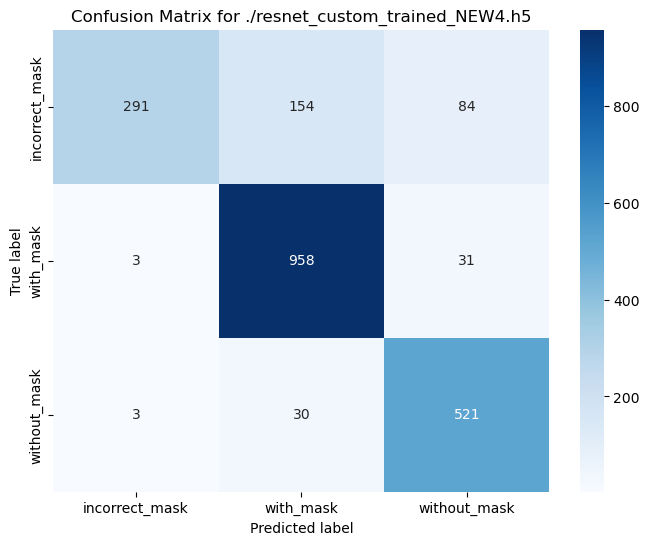 Confusion Matrix for ./resnet_custom_trained_NEW4.h5
True label
incorrect_mask
with_mask
without_mask
291 154 84
3 958 31
3 30 521
incorrect_mask with_mask without_mask
Predicted label
800
600
400
200